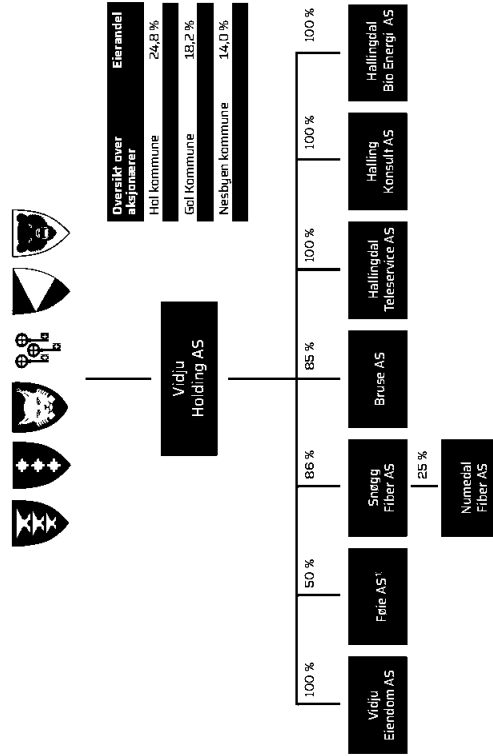 Vidju
Holding AS
Oversikt over
aksjonærer
Eierandel
Hol kommune 24,8 %
Gol Kommune 18,2 %
Nesbyen kommune 14,0 %
100 %
50 %
86 %
85 %
100 %
100 %
100 %
Vidju
Eiendom AS
Føie AS¹⁾
Snøgg
Fiber AS
Bruse AS
Hallingdal
Teleservice AS
Halling
Konsult AS
Hallingdal
Bio Energi AS
25 %
Numedal
Fiber AS